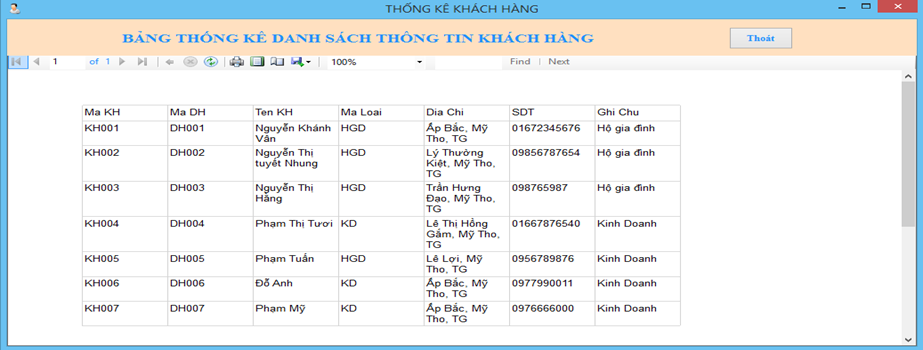 THỐNG KÊ KHÁCH HÀNG
BẢNG THỐNG KÊ DANH SÁCH THÔNG TIN KHÁCH HÀNG
Thoát
1 of 1 100% Find Next
Ma KH Ma DH Ten KH Ma Loai Dia Chi SDT Ghi Chu
KH001 DH001 Nguyễn Khánh HGD Ấp Bắc, Mỹ 01672345676 Hộ gia đình
Vân Tho, TG
KH002 DH002 Nguyễn Thị HGD Lý Thường 09856787654 Hộ gia đình
tuyết Nhung Kiệt, Mỹ Tho,
TG
KH003 DH003 Nguyễn Thị HGD Trần Hưng 098765987 Hộ gia đình
Hằng Đạo, Mỹ Tho,
TG
KH004 DH004 Phạm Thị Tươi KD Lê Thị Hồng 01667876540 Kinh Doanh
Gấm, Mỹ Tho,
TG
KH005 DH005 Phạm Tuấn HGD Lê Lợi, Mỹ 0956789876 Kinh Doanh
Tho, TG
KH006 DH006 Đỗ Anh KD Ấp Bắc, Mỹ 0977990011 Kinh Doanh
Tho, TG
KH007 DH007 Phạm Mỹ KD Ấp Bắc, Mỹ 0976666000 Kinh Doanh
Tho, TG